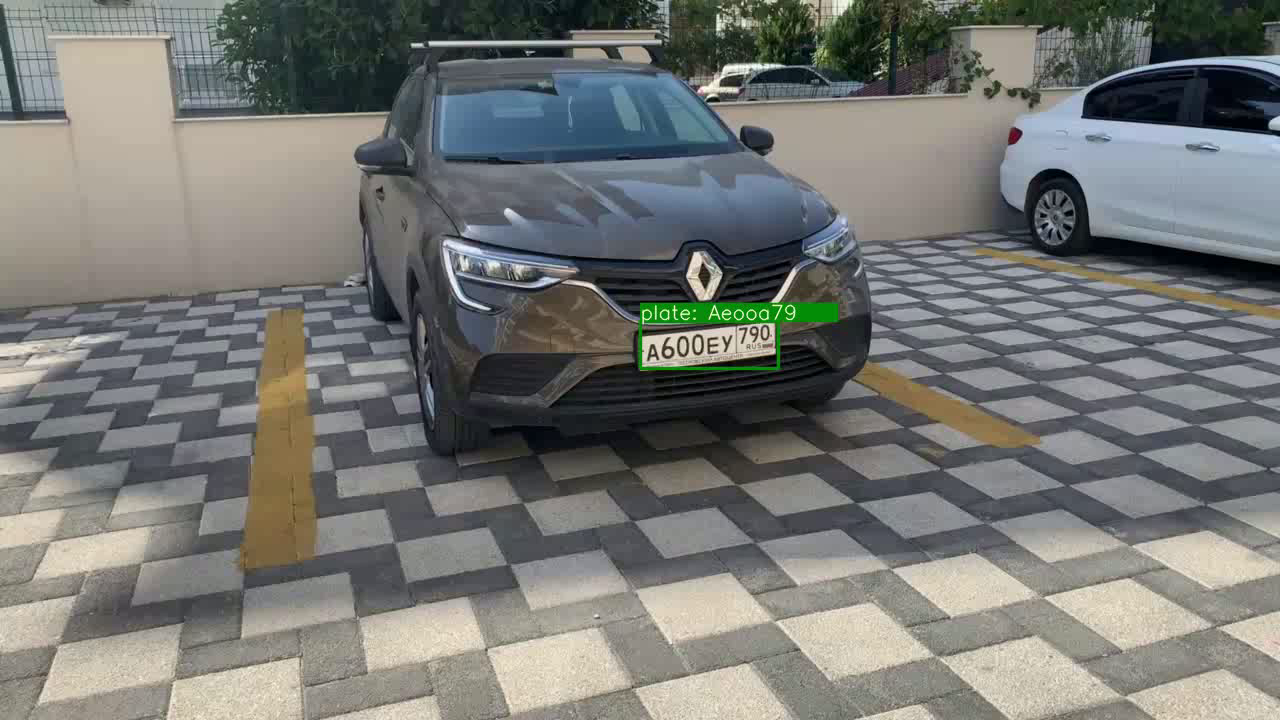 plate: Aeooa79
А600ЕУ 790
RUS